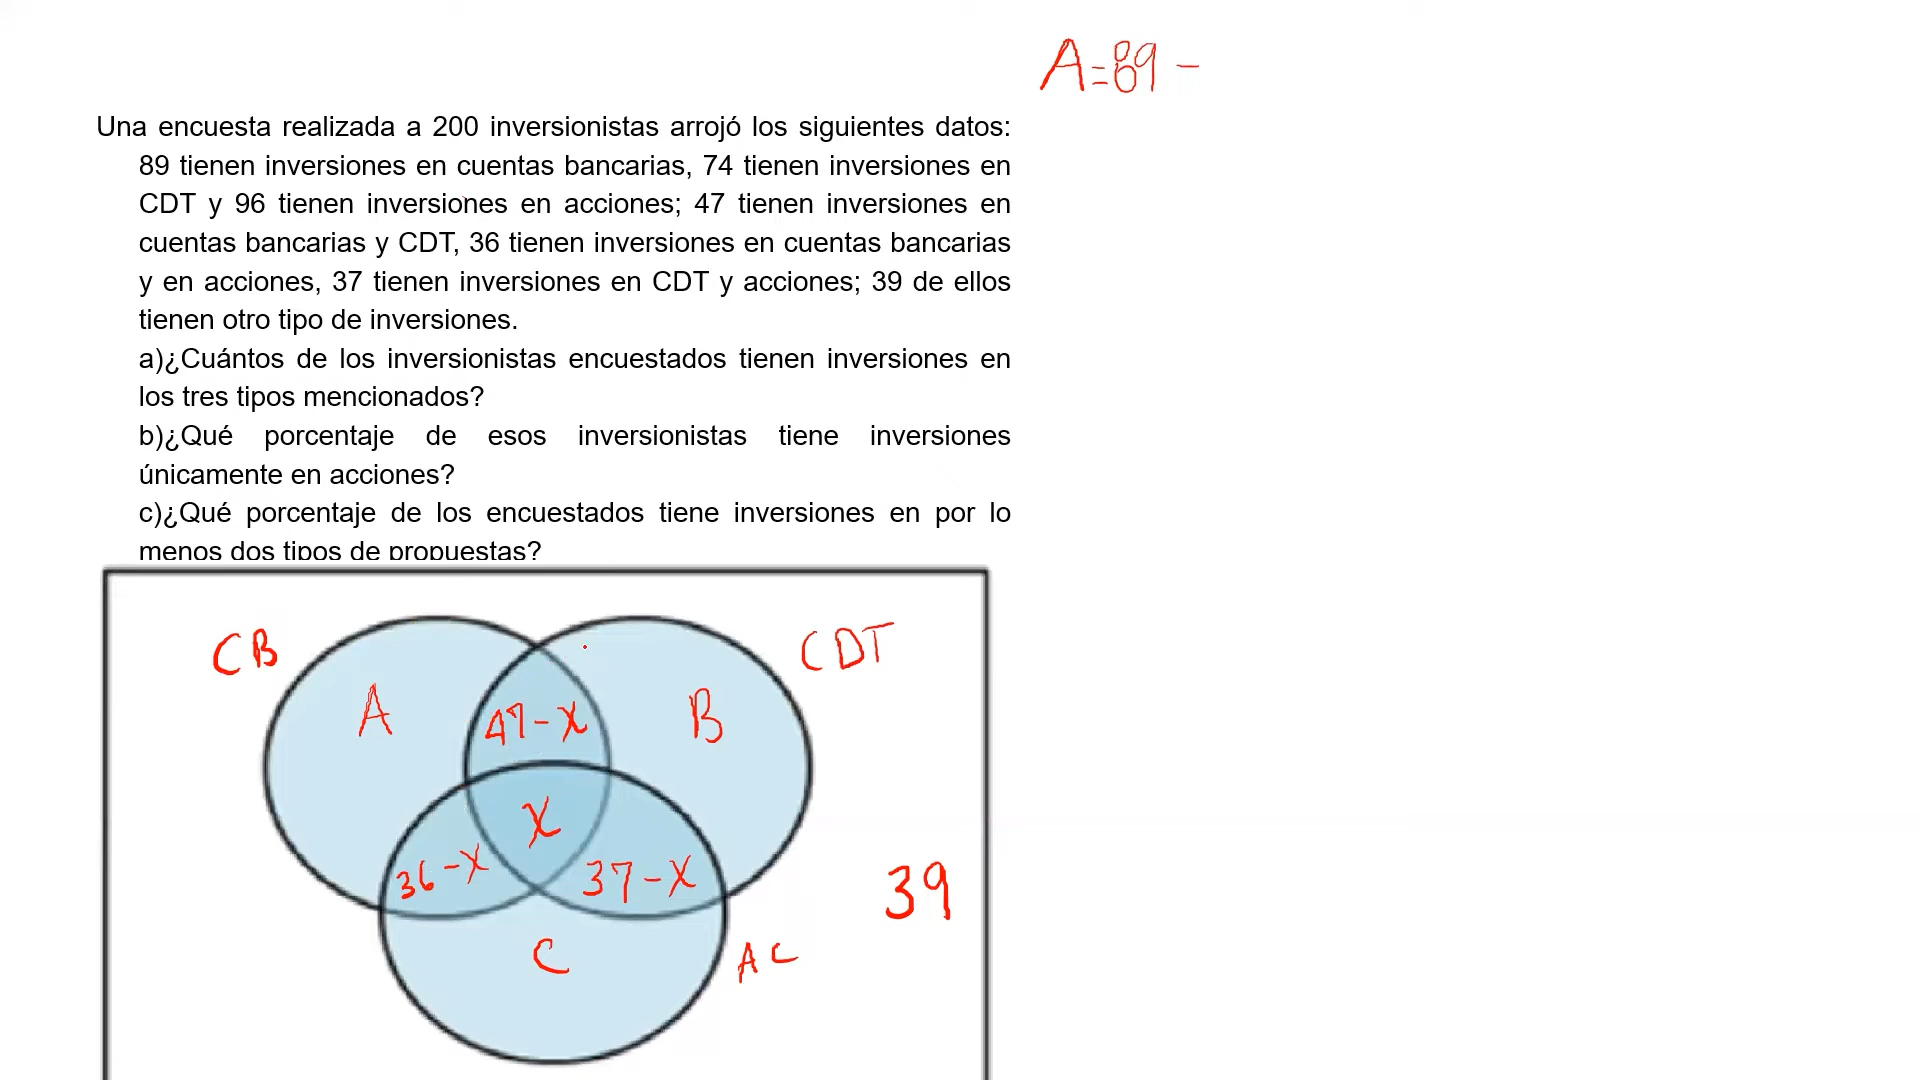 A=89 -
Una encuesta realizada a 200 inversionistas arrojó los siguientes datos:
89 tienen inversiones en cuentas bancarias, 74 tienen inversiones en
CDT y 96 tienen inversiones en acciones; 47 tienen inversiones en
cuentas bancarias y CDT, 36 tienen inversiones en cuentas bancarias
y en acciones, 37 tienen inversiones en CDT y acciones; 39 de ellos
tienen otro tipo de inversiones.
a)¿Cuántos de los inversionistas encuestados tienen inversiones en
los tres tipos mencionados?
b)¿Qué porcentaje de esos inversionistas tiene inversiones
únicamente en acciones?
c)¿Qué porcentaje de los encuestados tiene inversiones en por lo
menos dos tipos de propuestas?
CB
CDT
A
47-x
B
x
36-x
37-x
39
C
AC